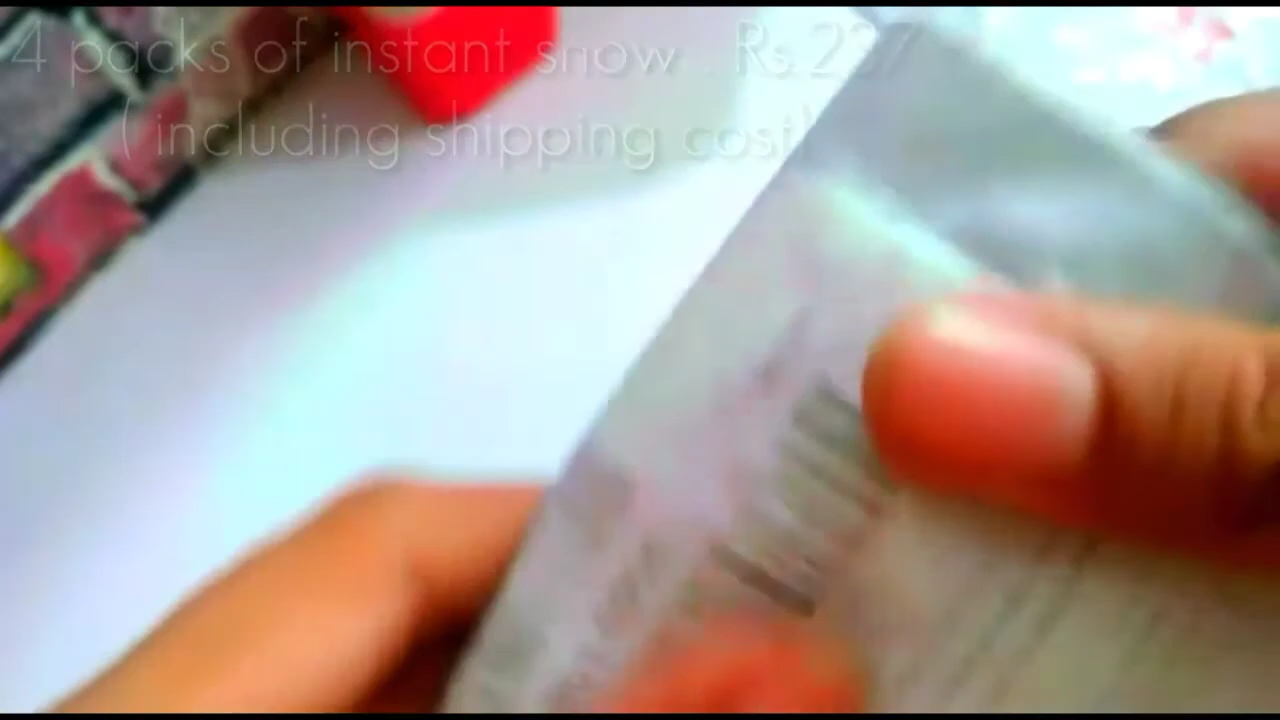 4 packs of instant snow . Rs.237
( including shipping cost)